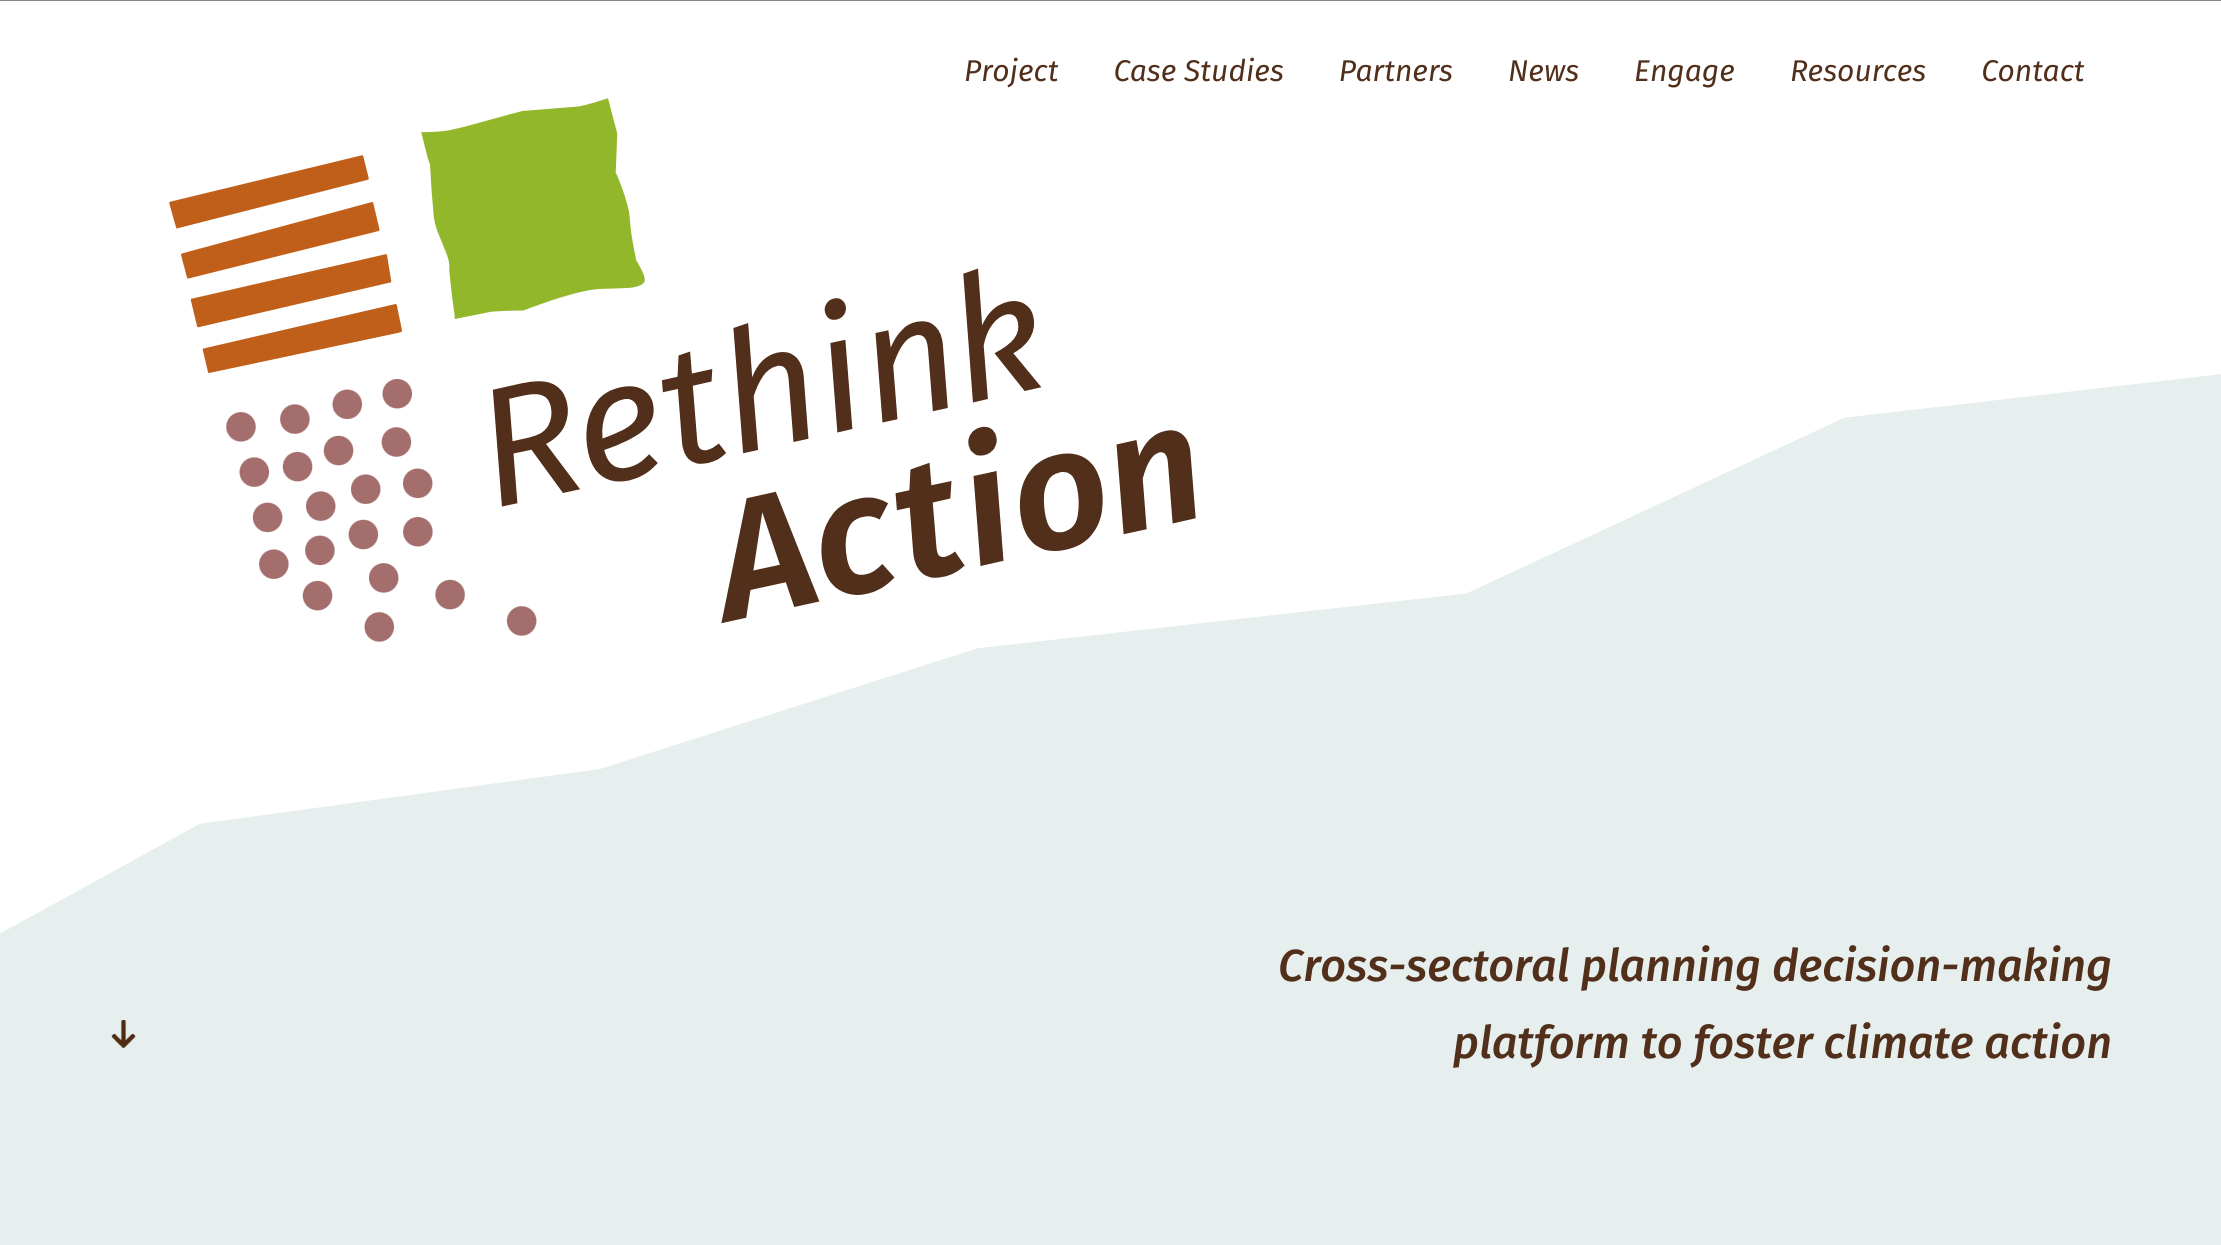 Project Case Studies Partners News Engage Resources Contact
Rethink
Action
Cross-sectoral planning decision-making
platform to foster climate action